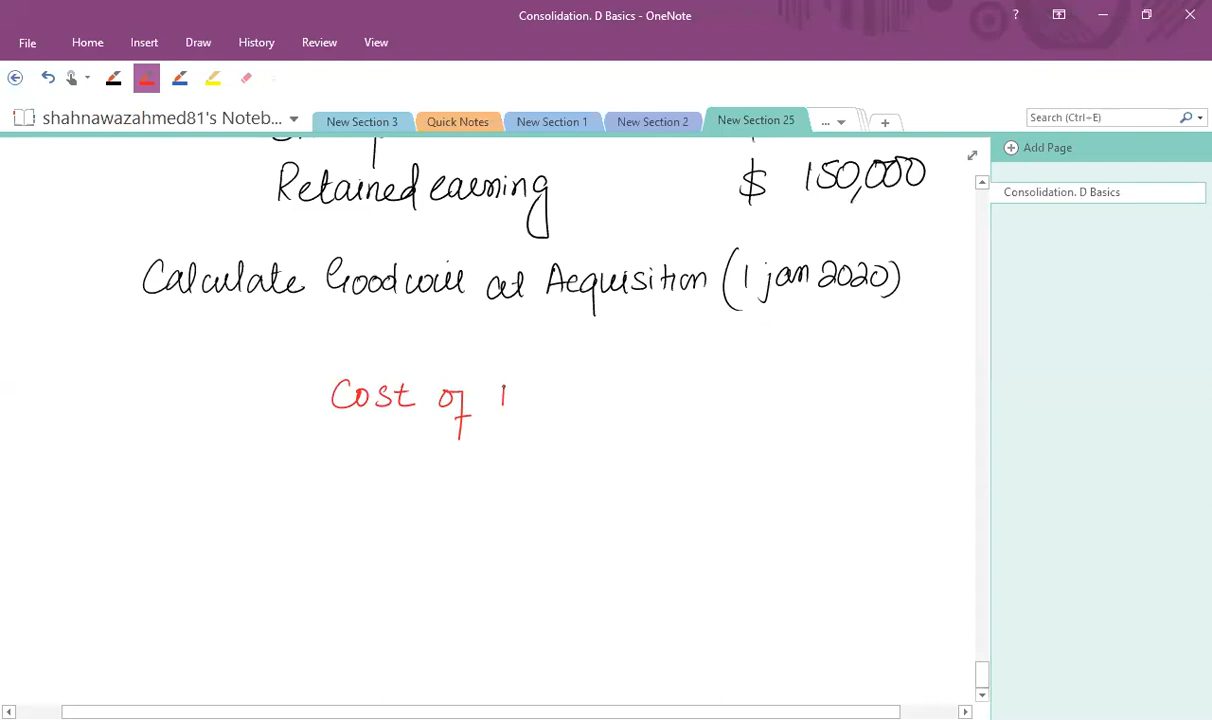 Consolidation. D Basics - OneNote
?
File Home Insert Draw History Review View
shahnawazahmed81's Noteb...
New Section 3
Quick Notes
New Section 1
New Section 2
New Section 25
...
Search (Ctrl+E)
Add Page
Consolidation. D Basics
Retained earning $ 150,000
Calculate Goodwill at Acquisition (1 jan 2020)
Cost of I